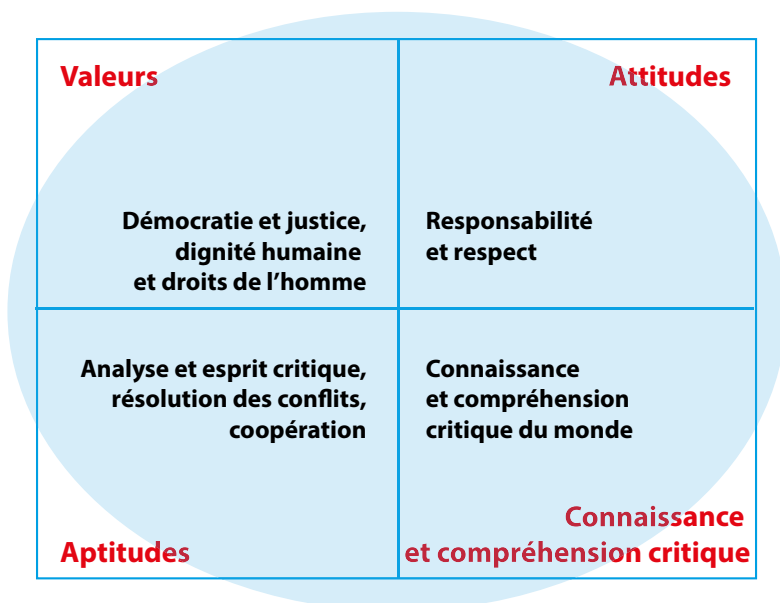 Valeurs
Démocratie et justice,
dignité humaine
et droits de l'homme
Attitudes
Responsabilité
et respect
Analyse et esprit critique,
résolution des conflits,
coopération
Aptitudes
Connaissance
et compréhension
critique du monde
Connaissance
et compréhension critique